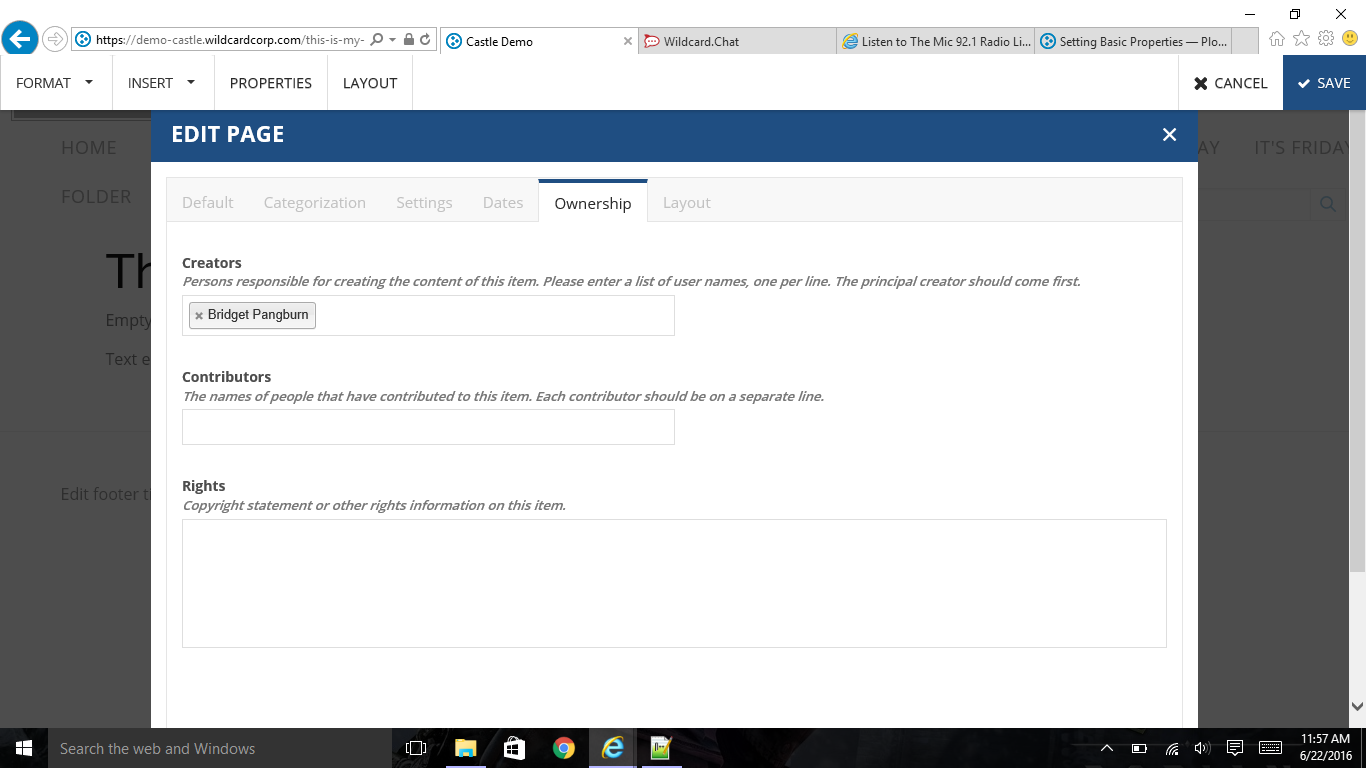 https://demo-castle.wildcardcorp.com/this-is-my-
Castle Demo
Wildcard.Chat
Listen to The Mic 92.1 Radio Li...
Setting Basic Properties — Plo...
FORMAT
INSERT
PROPERTIES
LAYOUT
CANCEL
SAVE
EDIT PAGE
HOME
AY
IT'S FRIDAY
FOLDER
Default
Categorization
Settings
Dates
Ownership
Layout
Th
Empty
Text e
Creators
Persons responsible for creating the content of this item. Please enter a list of user names, one per line. The principal creator should come first.
Bridget Pangburn
Contributors
The names of people that have contributed to this item. Each contributor should be on a separate line.
Edit footer ti
Rights
Copyright statement or other rights information on this item.
Search the web and Windows
11:57 AM
6/22/2016